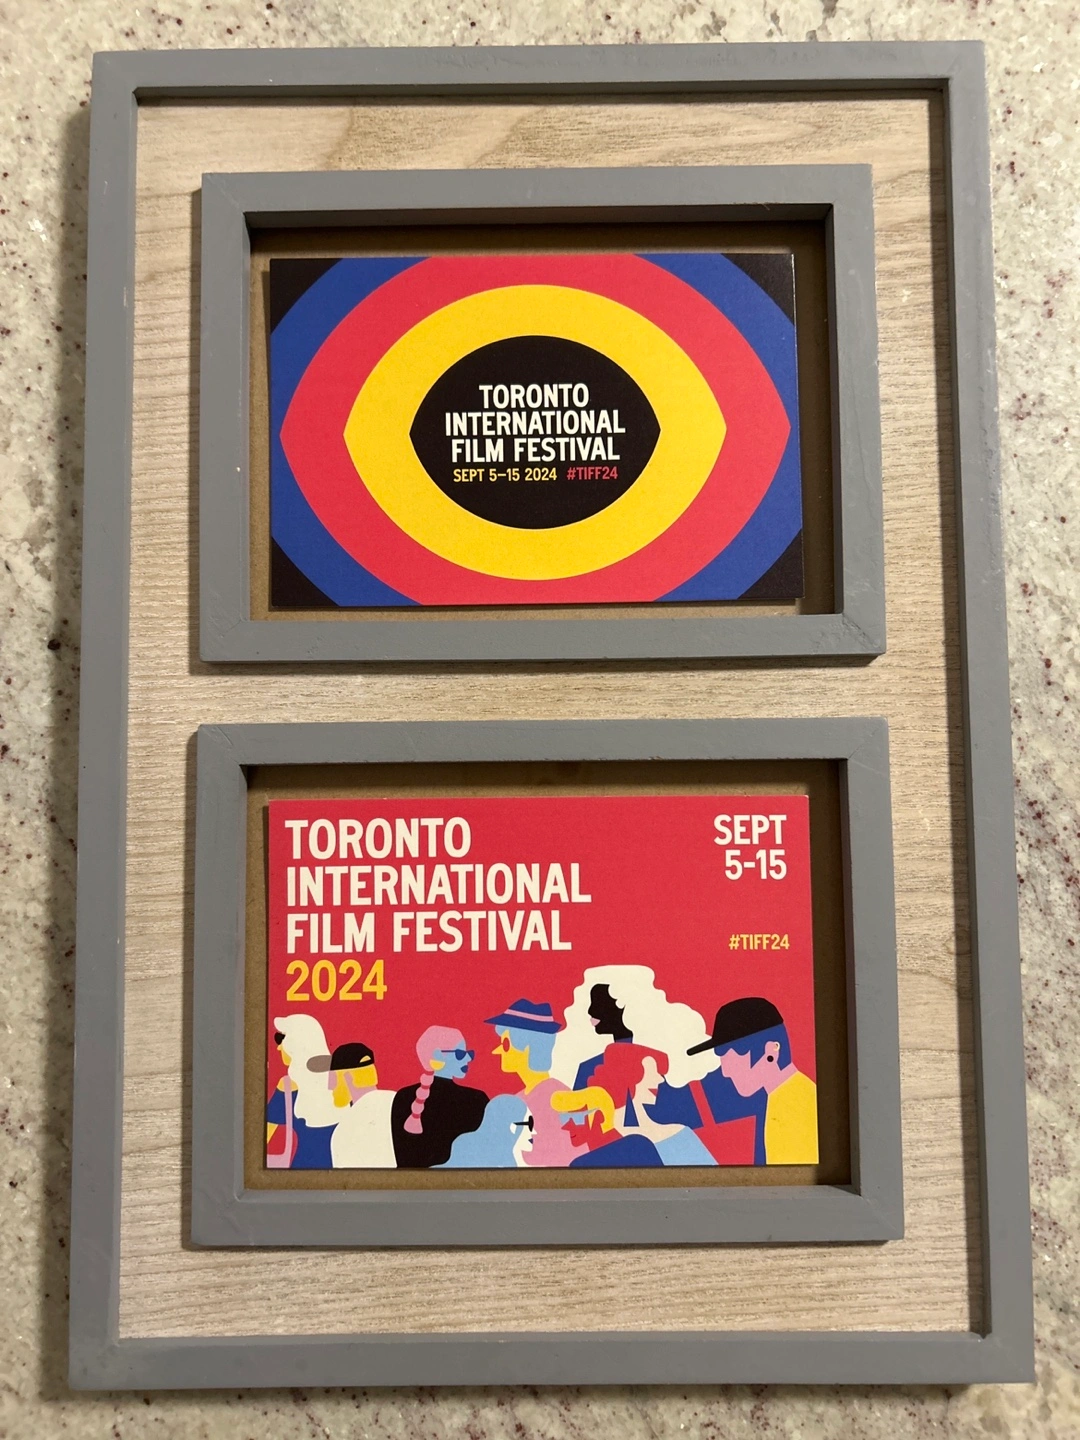 TORONTO
INTERNATIONAL
FILM FESTIVAL
SEPT 5–15 2024 #TIFF24
TORONTO
INTERNATIONAL
FILM FESTIVAL
2024
SEPT
5-15
#TIFF24